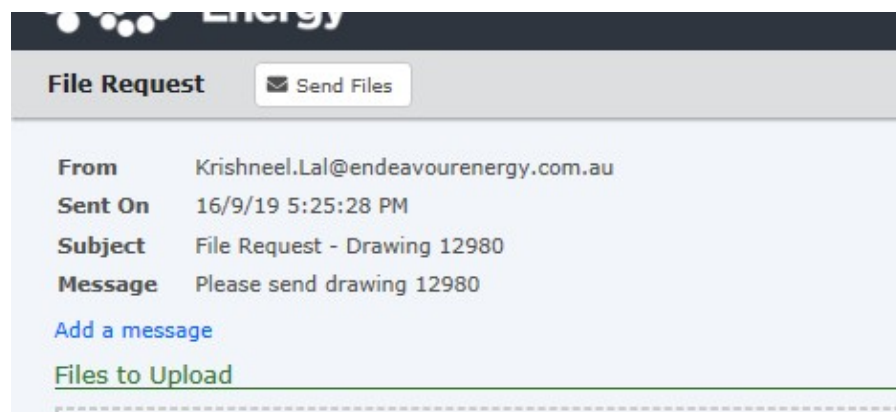 Energy
File Request Send Files
From Krishneel.Lal@endeavourenergy.com.au
Sent On 16/9/19 5:25:28 PM
Subject File Request - Drawing 12980
Message Please send drawing 12980
Add a message
Files to Upload